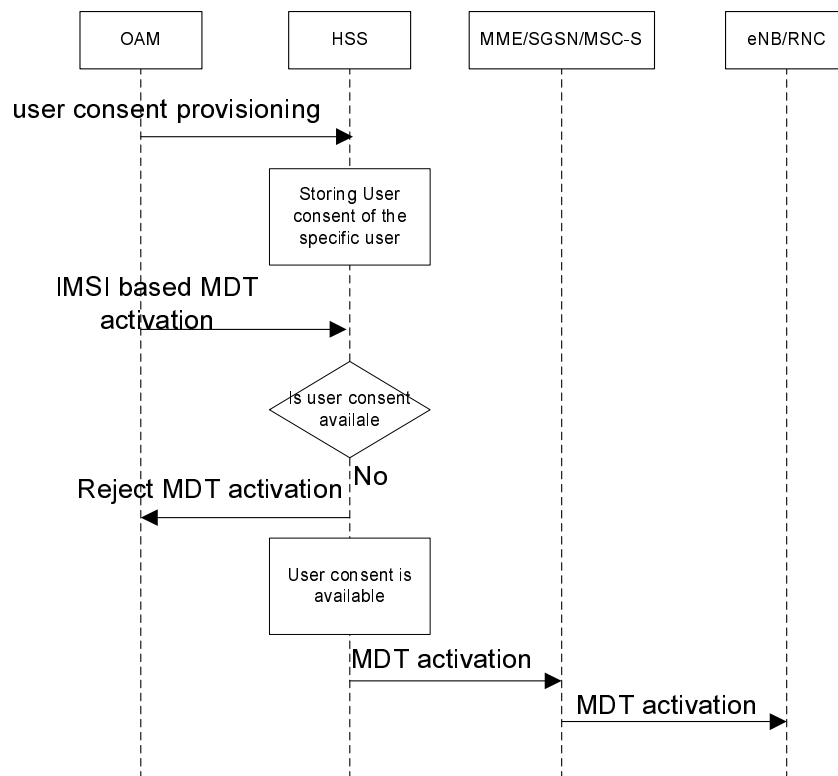 OAM
HSS
MME/SGSN/MSC-S
eNB/RNC
user consent provisioning
Storing User
consent of the
specific user
IMSI based MDT
activation
Is user consent
availale
No
Reject MDT activation
User consent is
available
MDT activation
MDT activation